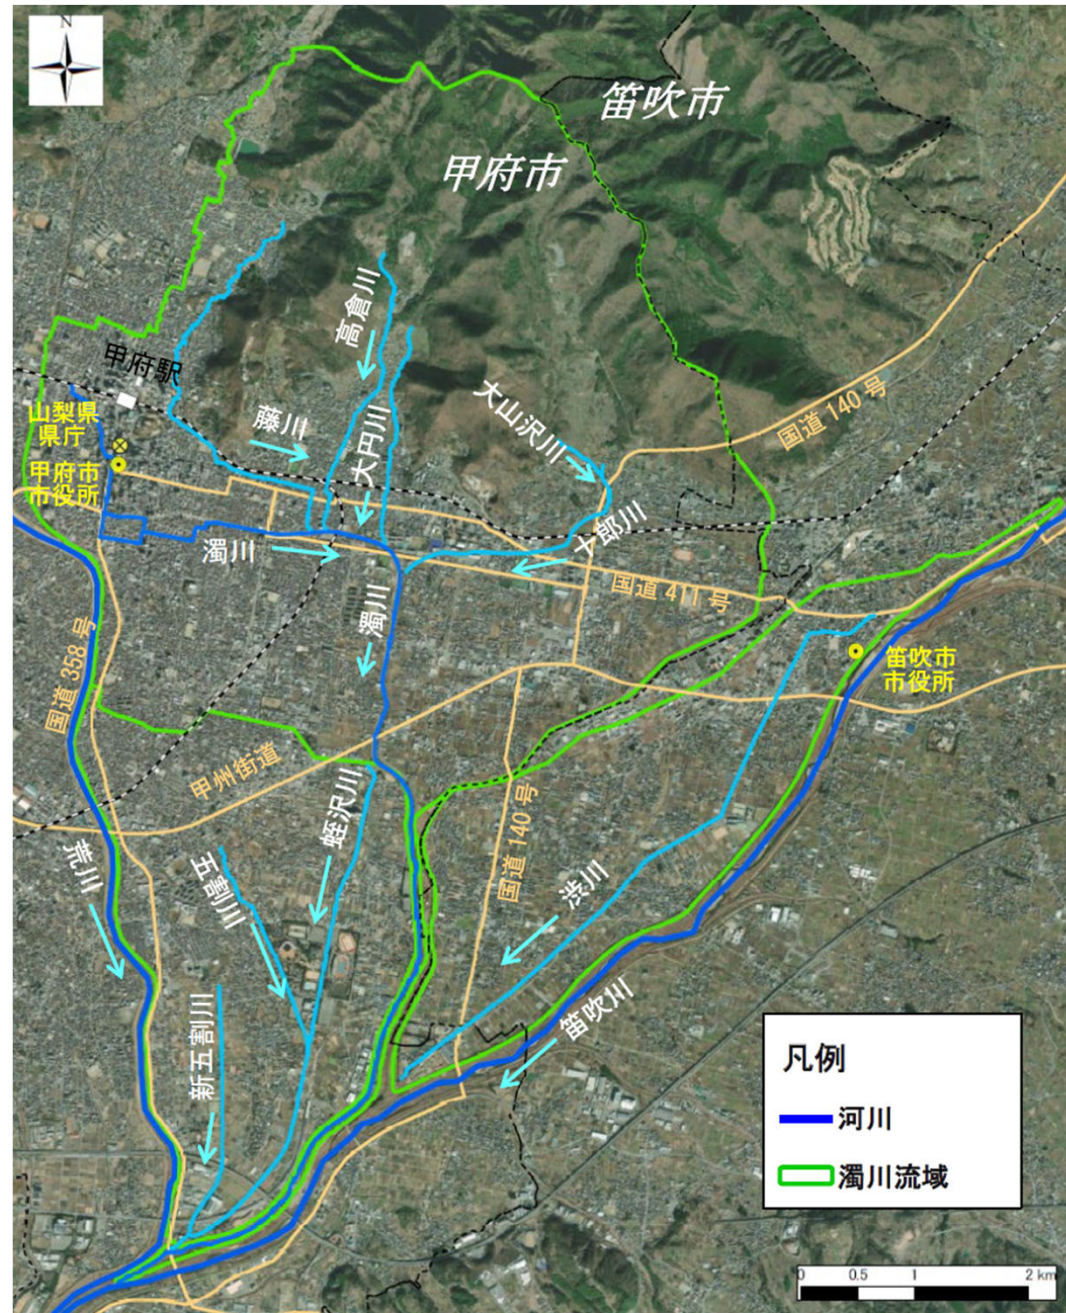 N
笛吹市
甲府市
高倉川
甲府駅
山梨県
県庁
甲府市
市役所
藤川
大円川
大山沢川
国道140号
十郎川
濁川
国道411号
濁川
国道358号
笛吹市
市役所
甲州街道
蛭沢川
五割川
国道140号
荒川
渋川
新五割川
笛吹川
凡例
河川
濁川流域
0 0.5 1 2 km